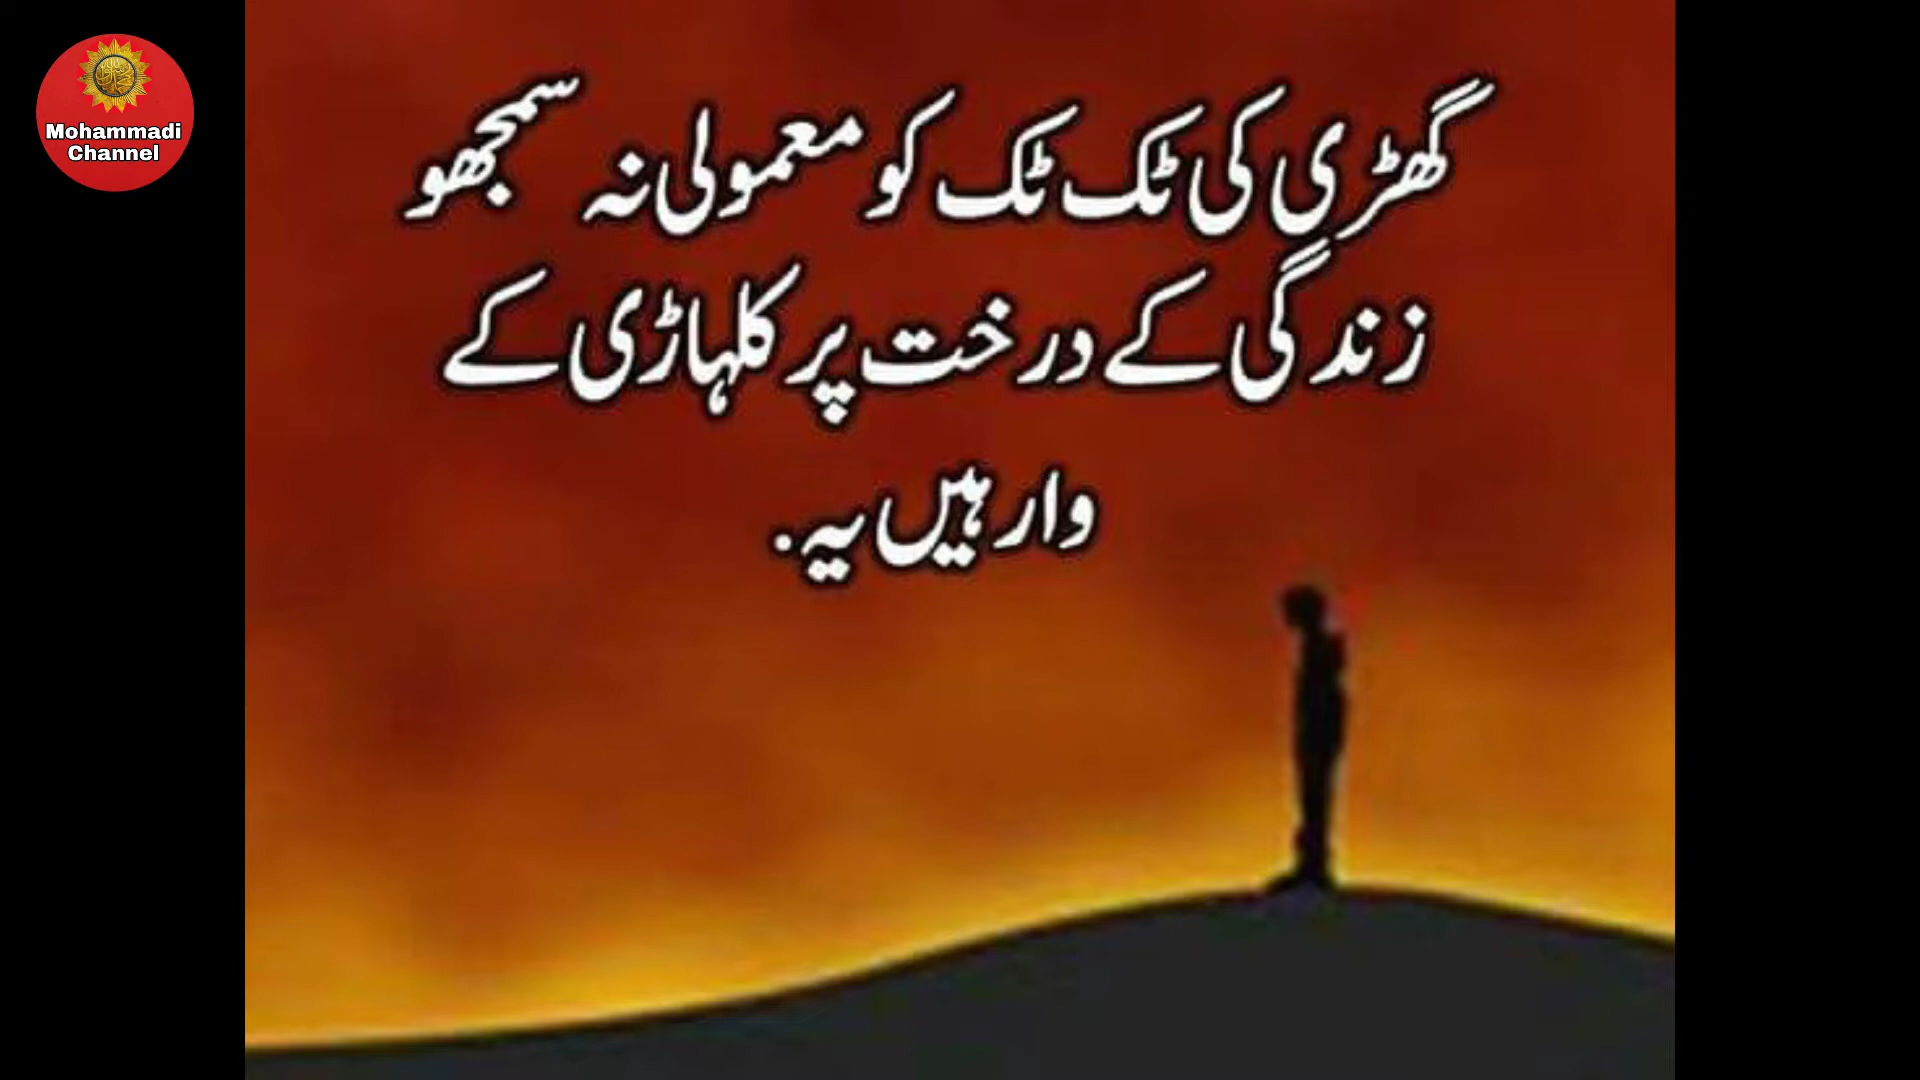 Mohammadi
Channel
گھڑی کی ٹک ٹک کو معمولی نہ سمجھو
زندگی کے درخت پر کلہاڑی کے
وار ہیں یہ.